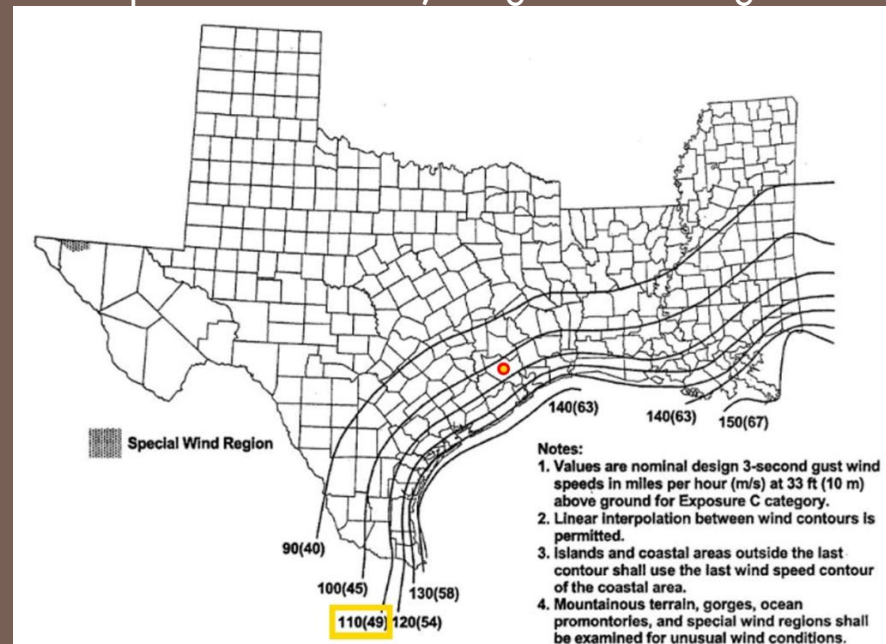 140(63)
140(63)
150(67)
Special Wind Region
90(40)
100(45)
130(58)
110(49)
120(54)
Notes:
1. Values are nominal design 3-second gust wind
speeds in miles per hour (m/s) at 33 ft (10 m)
above ground for Exposure C category.
2. Linear interpolation between wind contours is
permitted.
3. Islands and coastal areas outside the last
contour shall use the last wind speed contour
of the coastal area.
4. Mountainous terrain, gorges, ocean
promontories, and special wind regions shall
be examined for unusual wind conditions.